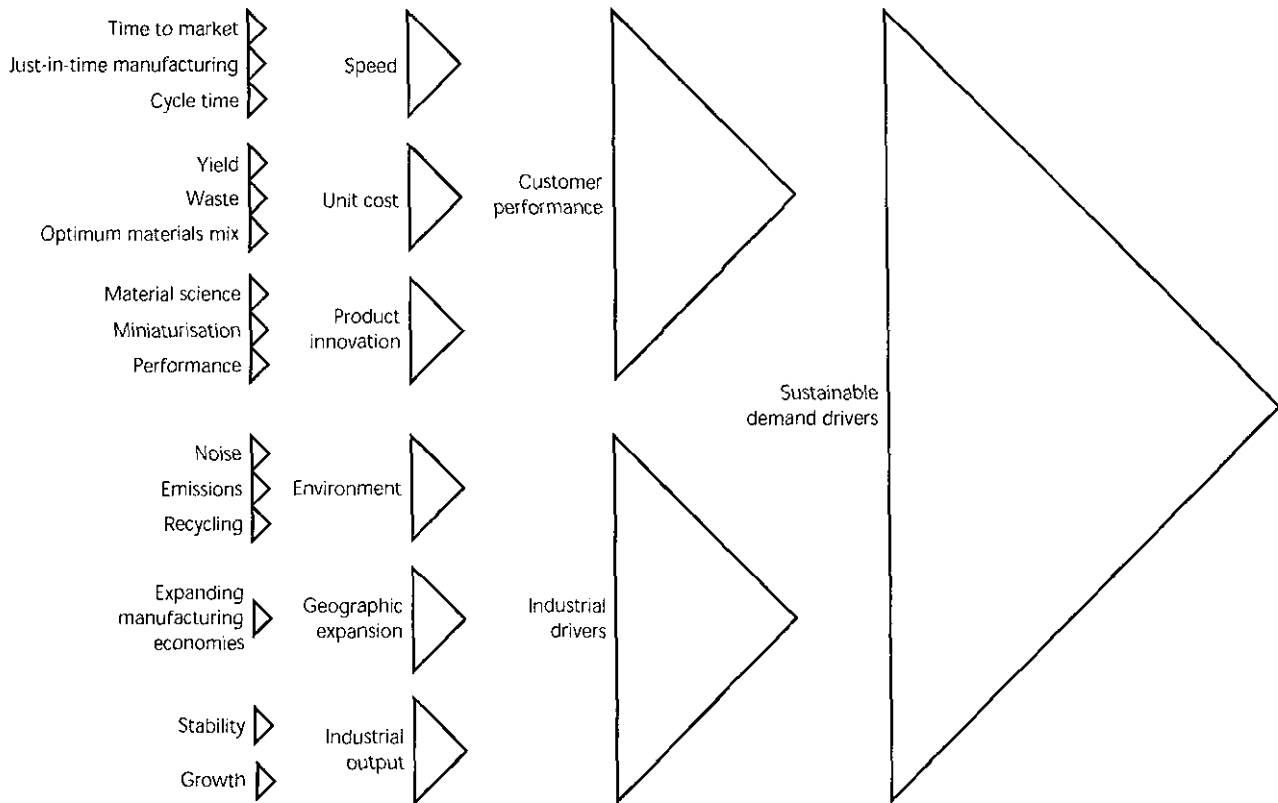 Time to market
Just-in-time manufacturing
Cycle time
Speed
Yield
Waste
Optimum materials mix
Unit cost
Material science
Miniaturisation
Performance
Product
innovation
Customer
performance
Noise
Emissions
Recycling
Environment
Expanding
manufacturing
economies
Geographic
expansion
Stability
Growth
Industrial
output
Industrial
drivers
Sustainable
demand drivers